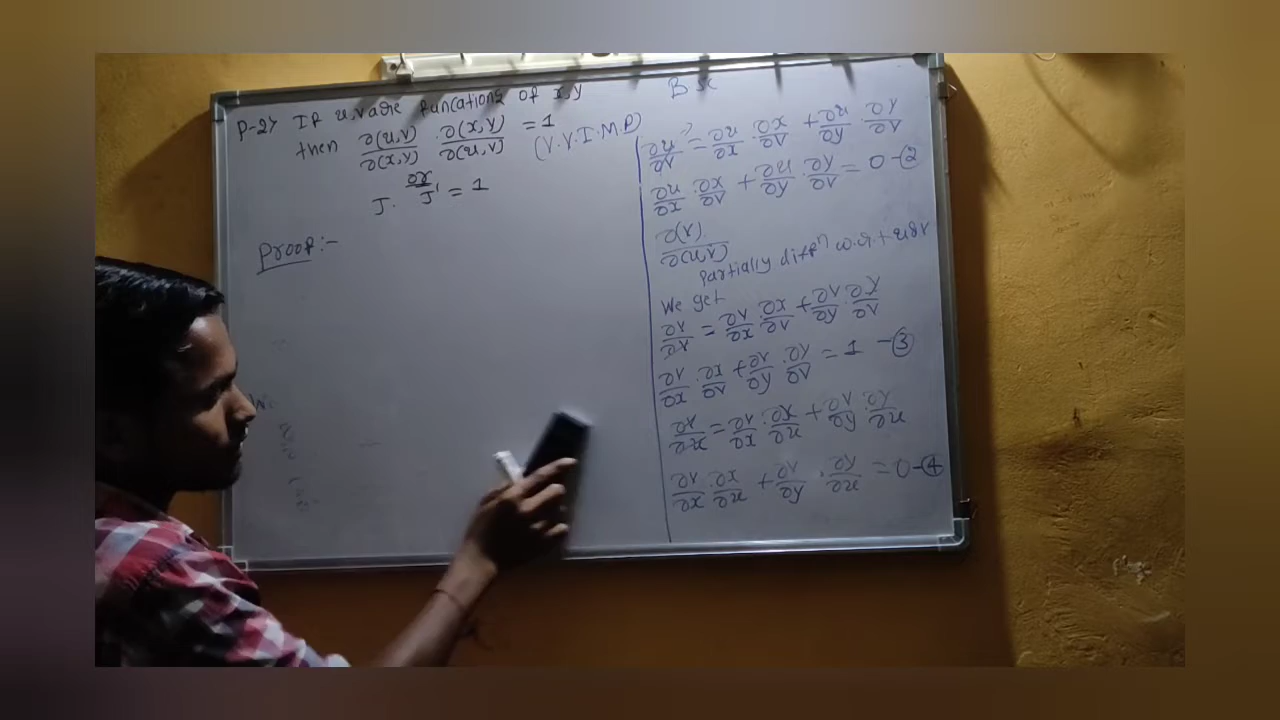 P-2> If u,v are funcations of x,y
then ∂(u,v)/∂(x,y) · ∂(x,y)/∂(u,v) = 1 (V.V.I.M.P)
or
J. J' = 1
Proof:-
B sc
∂u/∂v = ∂u/∂x · ∂x/∂v + ∂u/∂y · ∂y/∂v
∂u/∂x · ∂x/∂v + ∂u/∂y · ∂y/∂v = 0 -②
∂(v)/∂(u,v)
Partially diffⁿ w.r.t u & v
We get
∂v/∂v = ∂v/∂x · ∂x/∂v + ∂v/∂y · ∂y/∂v
∂v/∂x · ∂x/∂v + ∂v/∂y · ∂y/∂v = 1 -③
∂v/∂u = ∂v/∂x · ∂x/∂u + ∂v/∂y · ∂y/∂u
∂v/∂x · ∂x/∂u + ∂v/∂y · ∂y/∂u = 0 -④